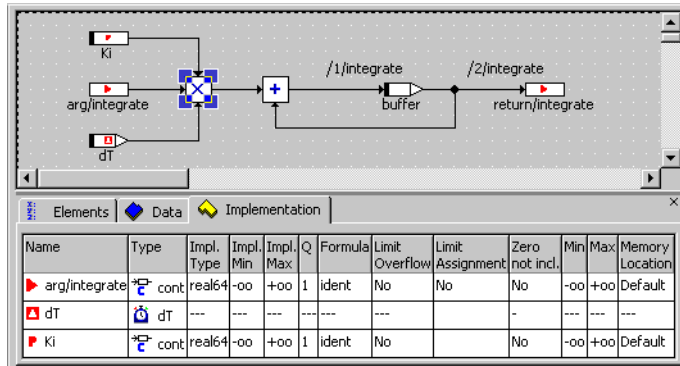 Ki
/1/integrate
/2/integrate
arg/integrate
buffer
return/integrate
dT
Elements
Data
Implementation
Name Type Impl. Type Impl. Min Impl. Max Q Formula Limit Overflow Limit Assignment Zero not incl. Min Max Memory Location
arg/integrate cont real64 -oo +oo 1 ident No No No -oo +oo Default
dT dT --- --- --- --- --- --- - --- --- ---
Ki cont real64 -oo +oo 1 ident No No -oo +oo Default